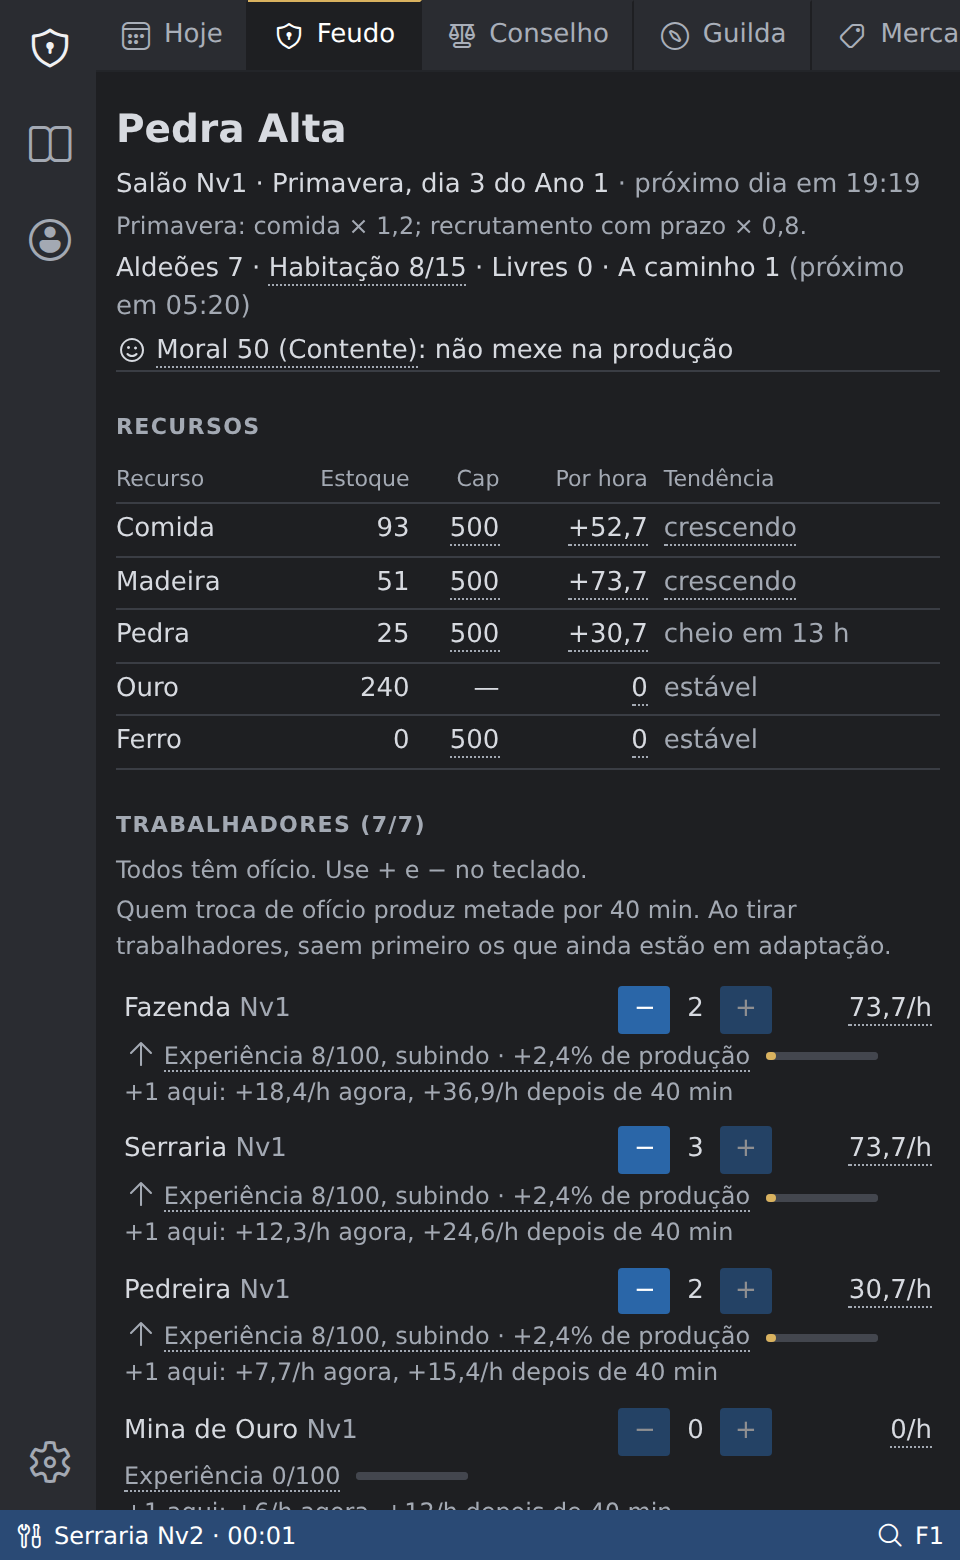 Hoje Feudo Conselho Guilda Merca
Pedra Alta
Salão Nv1 · Primavera, dia 3 do Ano 1 · próximo dia em 19:19
Primavera: comida × 1,2; recrutamento com prazo × 0,8.
Aldeões 7 · Habitação 8/15 · Livres 0 · A caminho 1 (próximo
em 05:20)
Moral 50 (Contente): não mexe na produção
RECURSOS
Recurso Estoque Cap Por hora Tendência
Comida 93 500 +52,7 crescendo
Madeira 51 500 +73,7 crescendo
Pedra 25 500 +30,7 cheio em 13 h
Ouro 240 — 0 estável
Ferro 0 500 0 estável
TRABALHADORES (7/7)
Todos têm ofício. Use + e − no teclado.
Quem troca de ofício produz metade por 40 min. Ao tirar
trabalhadores, saem primeiro os que ainda estão em adaptação.
Fazenda Nv1 − 2 + 73,7/h
Experiência 8/100, subindo · +2,4% de produção
+1 aqui: +18,4/h agora, +36,9/h depois de 40 min
Serraria Nv1 − 3 + 73,7/h
Experiência 8/100, subindo · +2,4% de produção
+1 aqui: +12,3/h agora, +24,6/h depois de 40 min
Pedreira Nv1 − 2 + 30,7/h
Experiência 8/100, subindo · +2,4% de produção
+1 aqui: +7,7/h agora, +15,4/h depois de 40 min
Mina de Ouro Nv1 − 0 + 0/h
Experiência 0/100
+1 aqui: +6/h agora, +12/h depois de 40 min
Serraria Nv2 · 00:01 F1